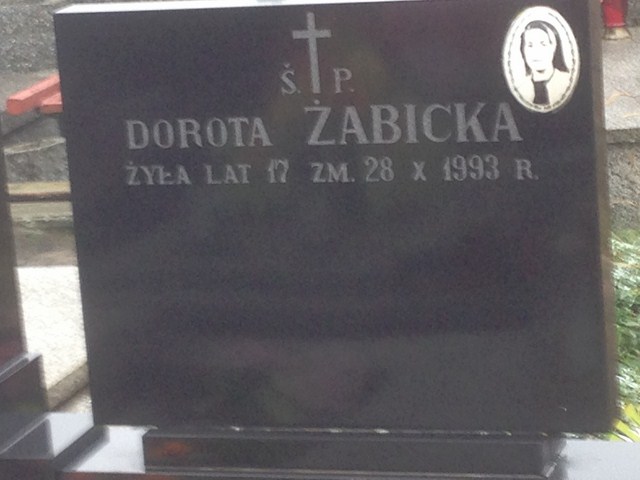 Ś. P.
DOROTA ŻABICKA
ŻYŁA LAT 17 ZM. 28 X 1993 R.